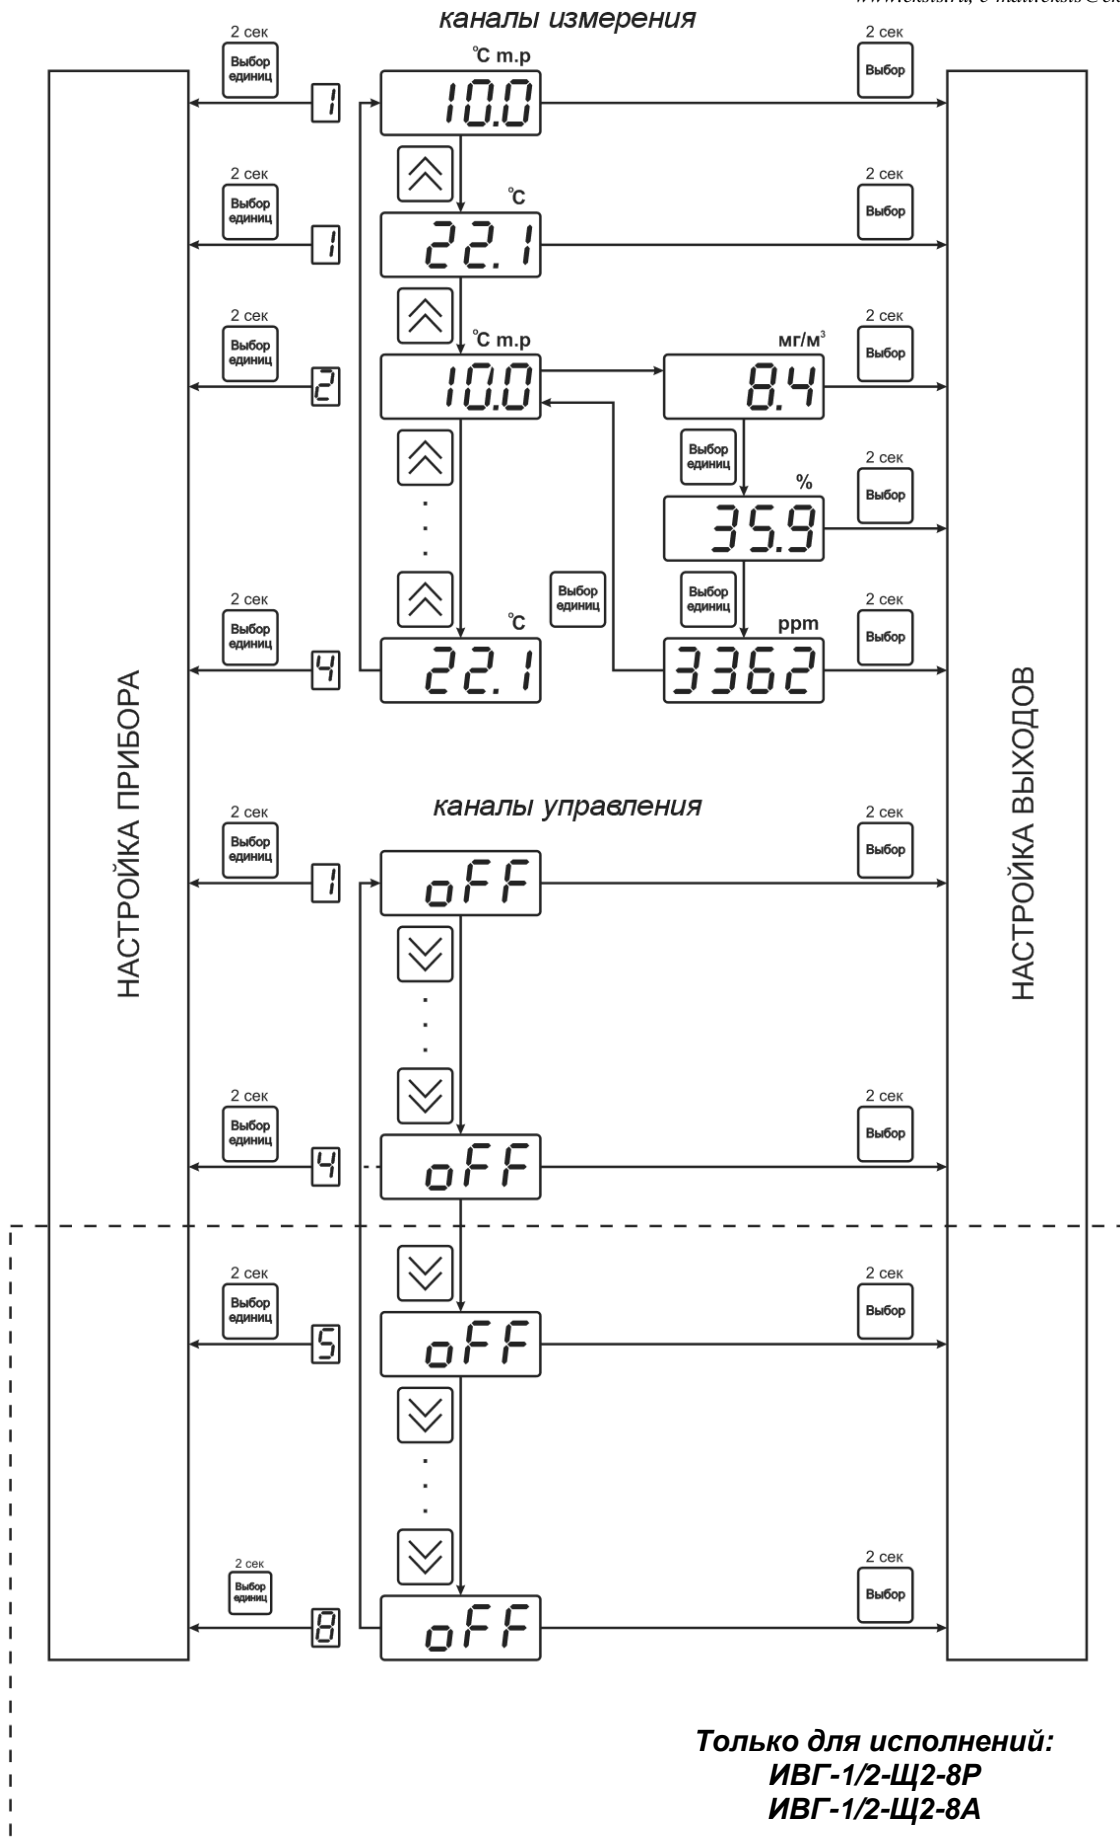 www.eksis.ru, e-mail:eksis@ek
каналы измерения
2 сек
Выбор
единиц
1
°C т.р
10.0
2 сек
Выбор
2 сек
Выбор
единиц
1
°C
22.1
2 сек
Выбор
2 сек
Выбор
единиц
2
°C т.р
10.0
мг/м³
8.4
2 сек
Выбор
Выбор
единиц
%
35.9
2 сек
Выбор
2 сек
Выбор
единиц
4
°C
22.1
Выбор
единиц
Выбор
единиц
ppm
3362
2 сек
Выбор
НАСТРОЙКА ПРИБОРА
НАСТРОЙКА ВЫХОДОВ
каналы управления
2 сек
Выбор
единиц
1
oFF
2 сек
Выбор
2 сек
Выбор
единиц
4
oFF
2 сек
Выбор
2 сек
Выбор
единиц
5
oFF
2 сек
Выбор
2 сек
Выбор
единиц
8
oFF
2 сек
Выбор
Только для исполнений:
ИВГ-1/2-Щ2-8Р
ИВГ-1/2-Щ2-8А